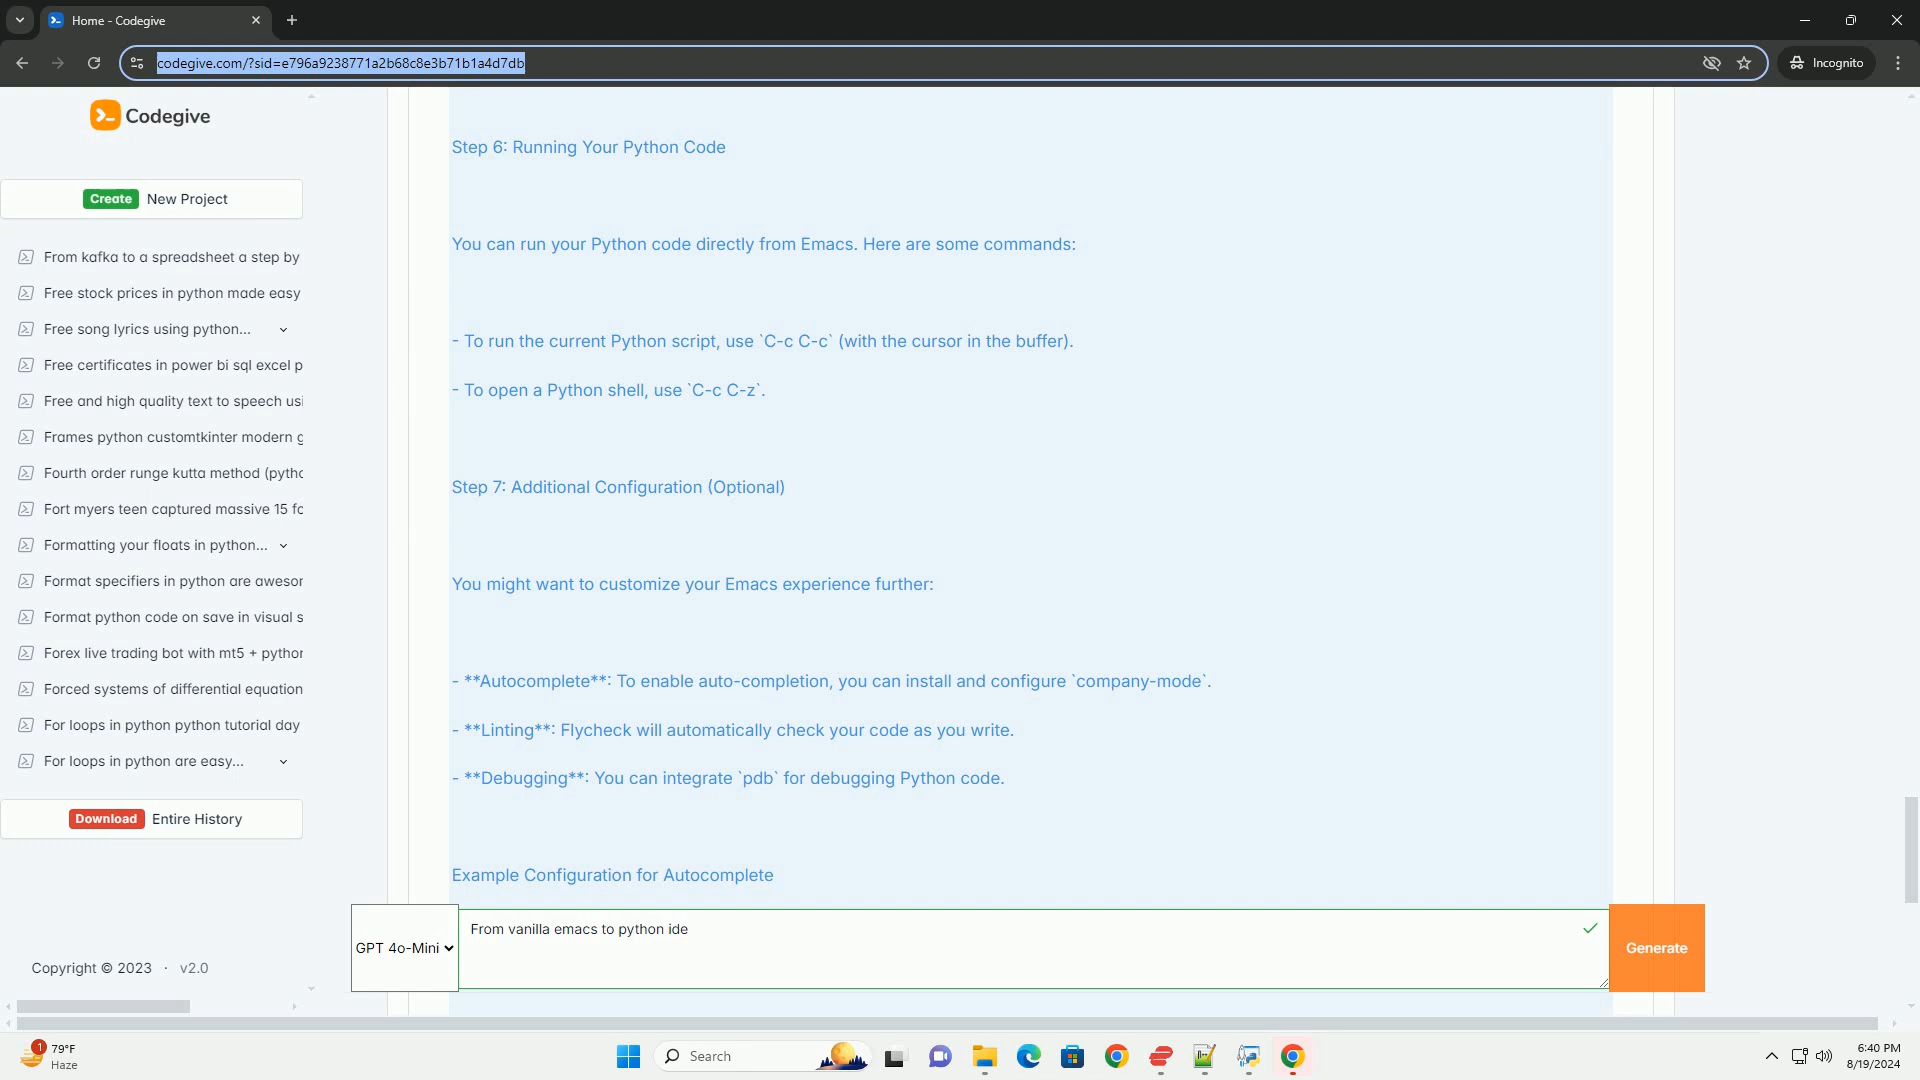 Home - Codegive
codegive.com/?sid=e796a9238771a2b68c8e3b71b1a4d7db
Incognito
Codegive
Create New Project
From kafka to a spreadsheet a step by
Free stock prices in python made easy
Free song lyrics using python...
Free certificates in power bi sql excel p
Free and high quality text to speech usi
Frames python customtkinter modern g
Fourth order runge kutta method (pytho
Fort myers teen captured massive 15 fo
Formatting your floats in python...
Format specifiers in python are awesor
Format python code on save in visual s
Forex live trading bot with mt5 + python
Forced systems of differential equation
For loops in python python tutorial day
For loops in python are easy...
Download Entire History
Copyright © 2023 · v2.0
Step 6: Running Your Python Code
You can run your Python code directly from Emacs. Here are some commands:
- To run the current Python script, use `C-c C-c` (with the cursor in the buffer).
- To open a Python shell, use `C-c C-z`.
Step 7: Additional Configuration (Optional)
You might want to customize your Emacs experience further:
- **Autocomplete**: To enable auto-completion, you can install and configure `company-mode`.
- **Linting**: Flycheck will automatically check your code as you write.
- **Debugging**: You can integrate `pdb` for debugging Python code.
Example Configuration for Autocomplete
GPT 4o-Mini
From vanilla emacs to python ide
Generate
1
79°F
Haze
Search
6:40 PM
8/19/2024